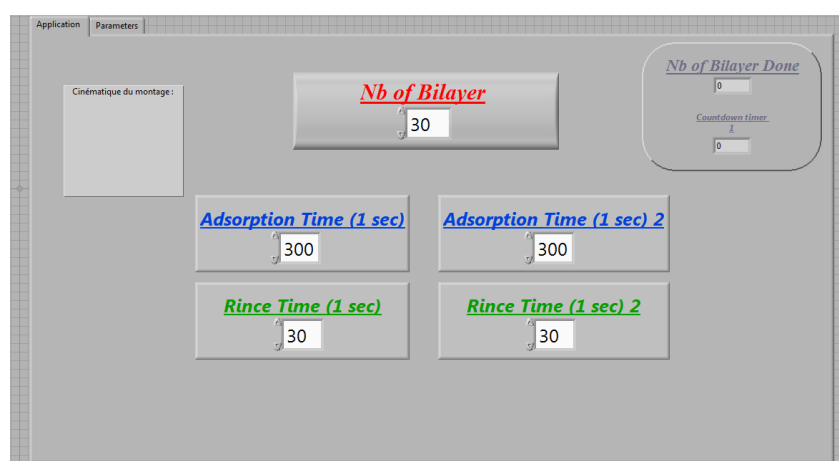 Application Parameters
Nb of Bilayer Done
0
Cinématique du montage :
Nb of Bilayer
30
Countdown timer
1
0
Adsorption Time (1 sec)
300
Adsorption Time (1 sec) 2
300
Rince Time (1 sec)
30
Rince Time (1 sec) 2
30